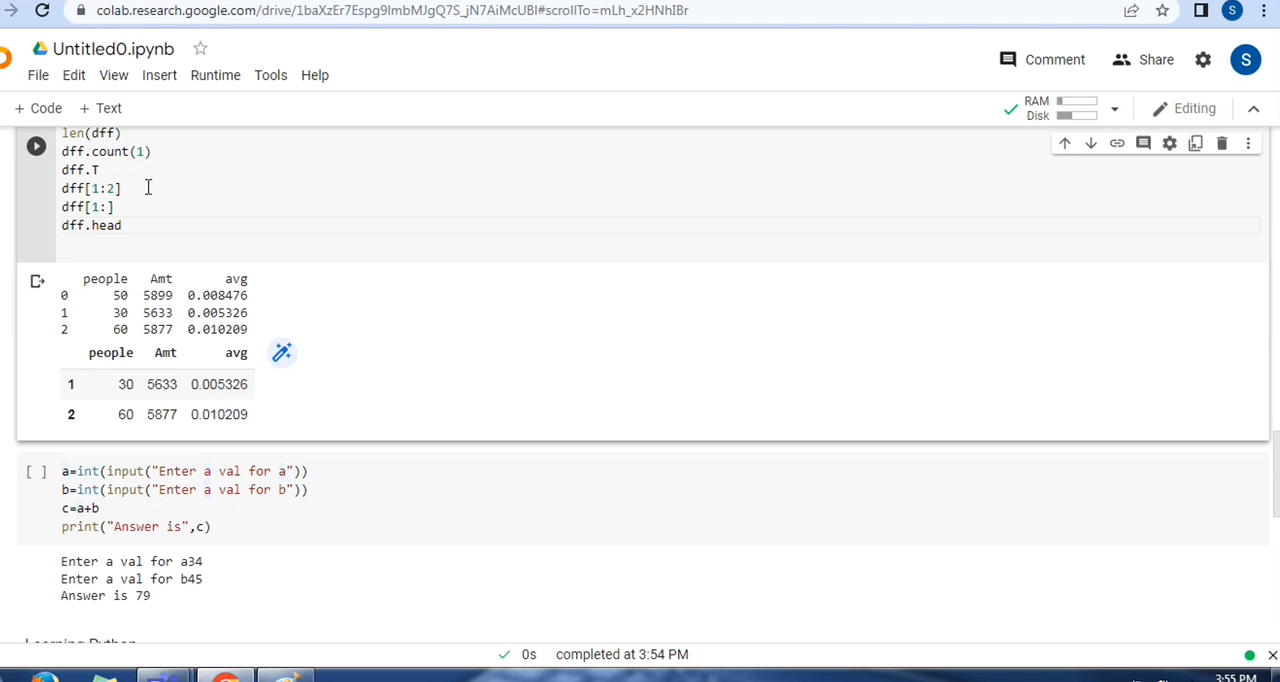 colab.research.google.com/drive/1baXzEr7Espg9lmbMJgQ7S_jN7AiMcUBl#scrollTo=mLh_x2HNhIBr
S
Untitled0.ipynb
Comment
Share
S
File Edit View Insert Runtime Tools Help
+ Code + Text
RAM
Disk
Editing
len(dff)
dff.count(1)
dff.T
dff[1:2]
dff[1:]
dff.head
people Amt avg
0 50 5899 0.008476
1 30 5633 0.005326
2 60 5877 0.010209
people Amt avg
1 30 5633 0.005326
2 60 5877 0.010209
[ ] a=int(input("Enter a val for a"))
b=int(input("Enter a val for b"))
c=a+b
print("Answer is",c)
Enter a val for a34
Enter a val for b45
Answer is 79
Learning Python
0s completed at 3:54 PM
3:55 PM